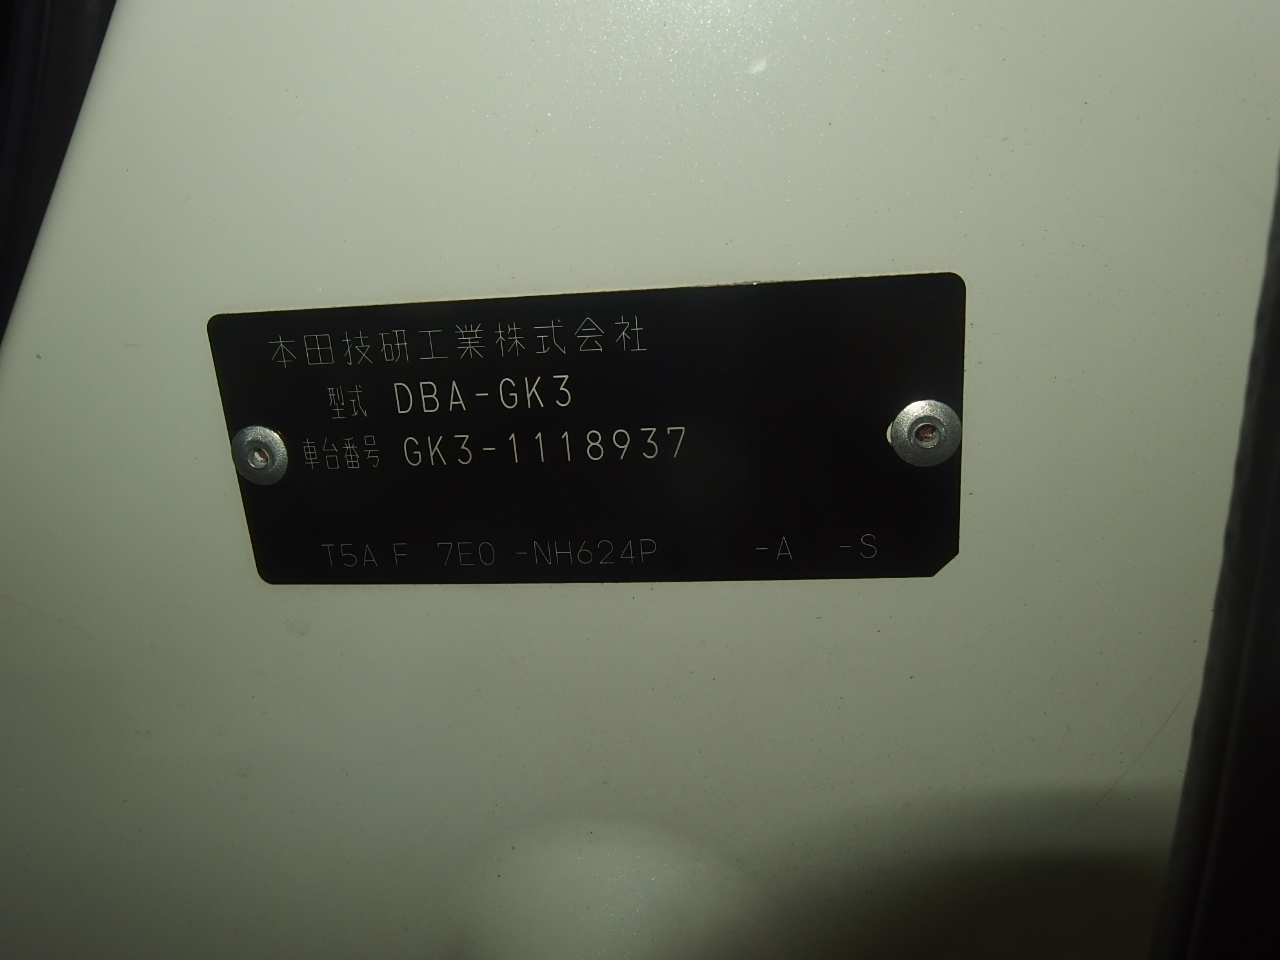 本田技研工業株式会社
型式 DBA-GK3
車台番号 GK3-1118937
T5A F 7E0 -NH624P -A -S